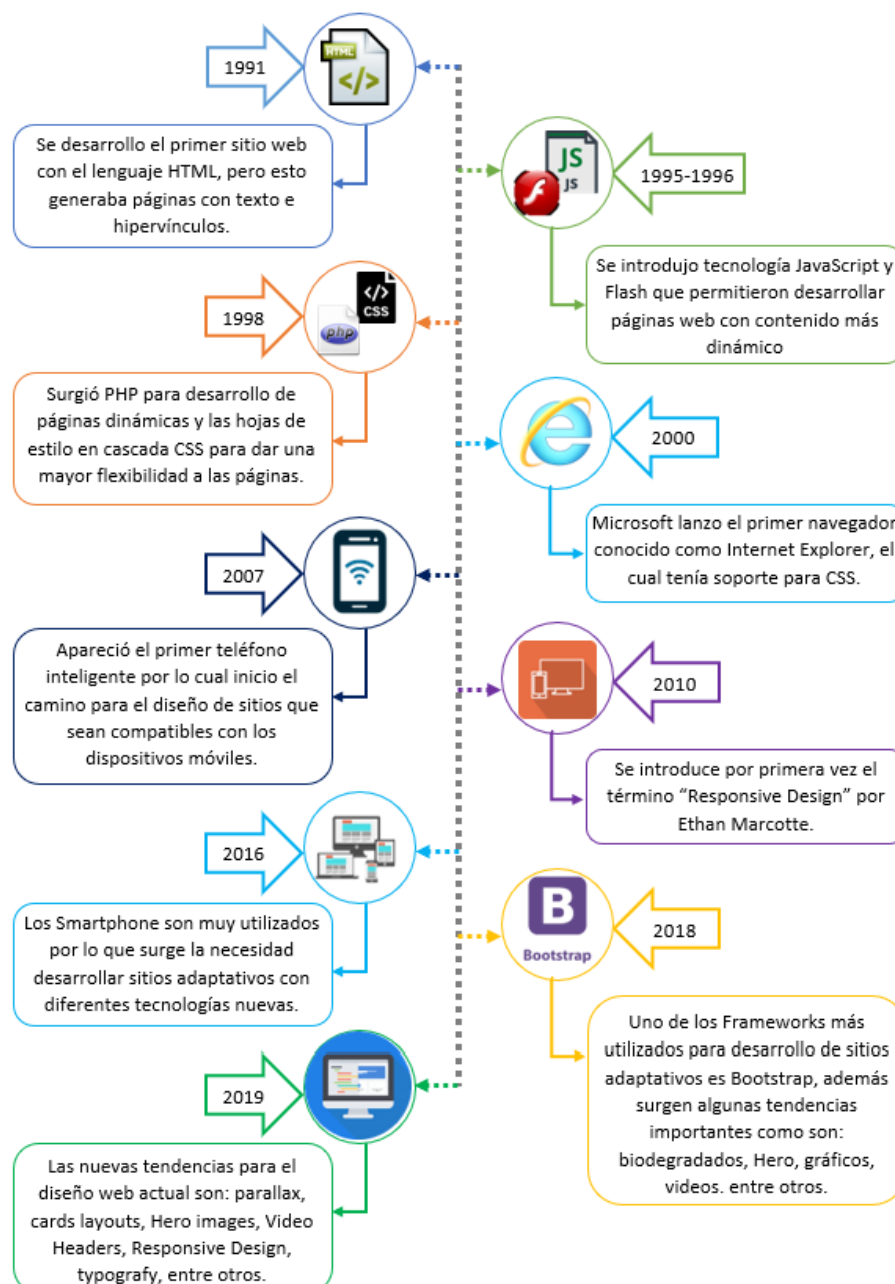 1991
HTML
</>
Se desarrollo el primer sitio web
con el lenguaje HTML, pero esto
generaba páginas con texto e
hipervínculos.
JS
JS
1995-1996
Se introdujo tecnología JavaScript y
Flash que permitieron desarrollar
páginas web con contenido más
dinámico
1998
</>
CSS
php
Surgió PHP para desarrollo de
páginas dinámicas y las hojas de
estilo en cascada CSS para dar una
mayor flexibilidad a las páginas.
2000
Microsoft lanzo el primer navegador
conocido como Internet Explorer, el
cual tenía soporte para CSS.
2007
Apareció el primer teléfono
inteligente por lo cual inicio el
camino para el diseño de sitios que
sean compatibles con los
dispositivos móviles.
2010
Se introduce por primera vez el
término “Responsive Design” por
Ethan Marcotte.
2016
Los Smartphone son muy utilizados
por lo que surge la necesidad
desarrollar sitios adaptativos con
diferentes tecnologías nuevas.
B
Bootstrap
2018
Uno de los Frameworks más
utilizados para desarrollo de sitios
adaptativos es Bootstrap, además
surgen algunas tendencias
importantes como son:
biodegradados, Hero, gráficos,
videos. entre otros.
2019
Las nuevas tendencias para el
diseño web actual son: parallax,
cards layouts, Hero images, Video
Headers, Responsive Design,
typografy, entre otros.